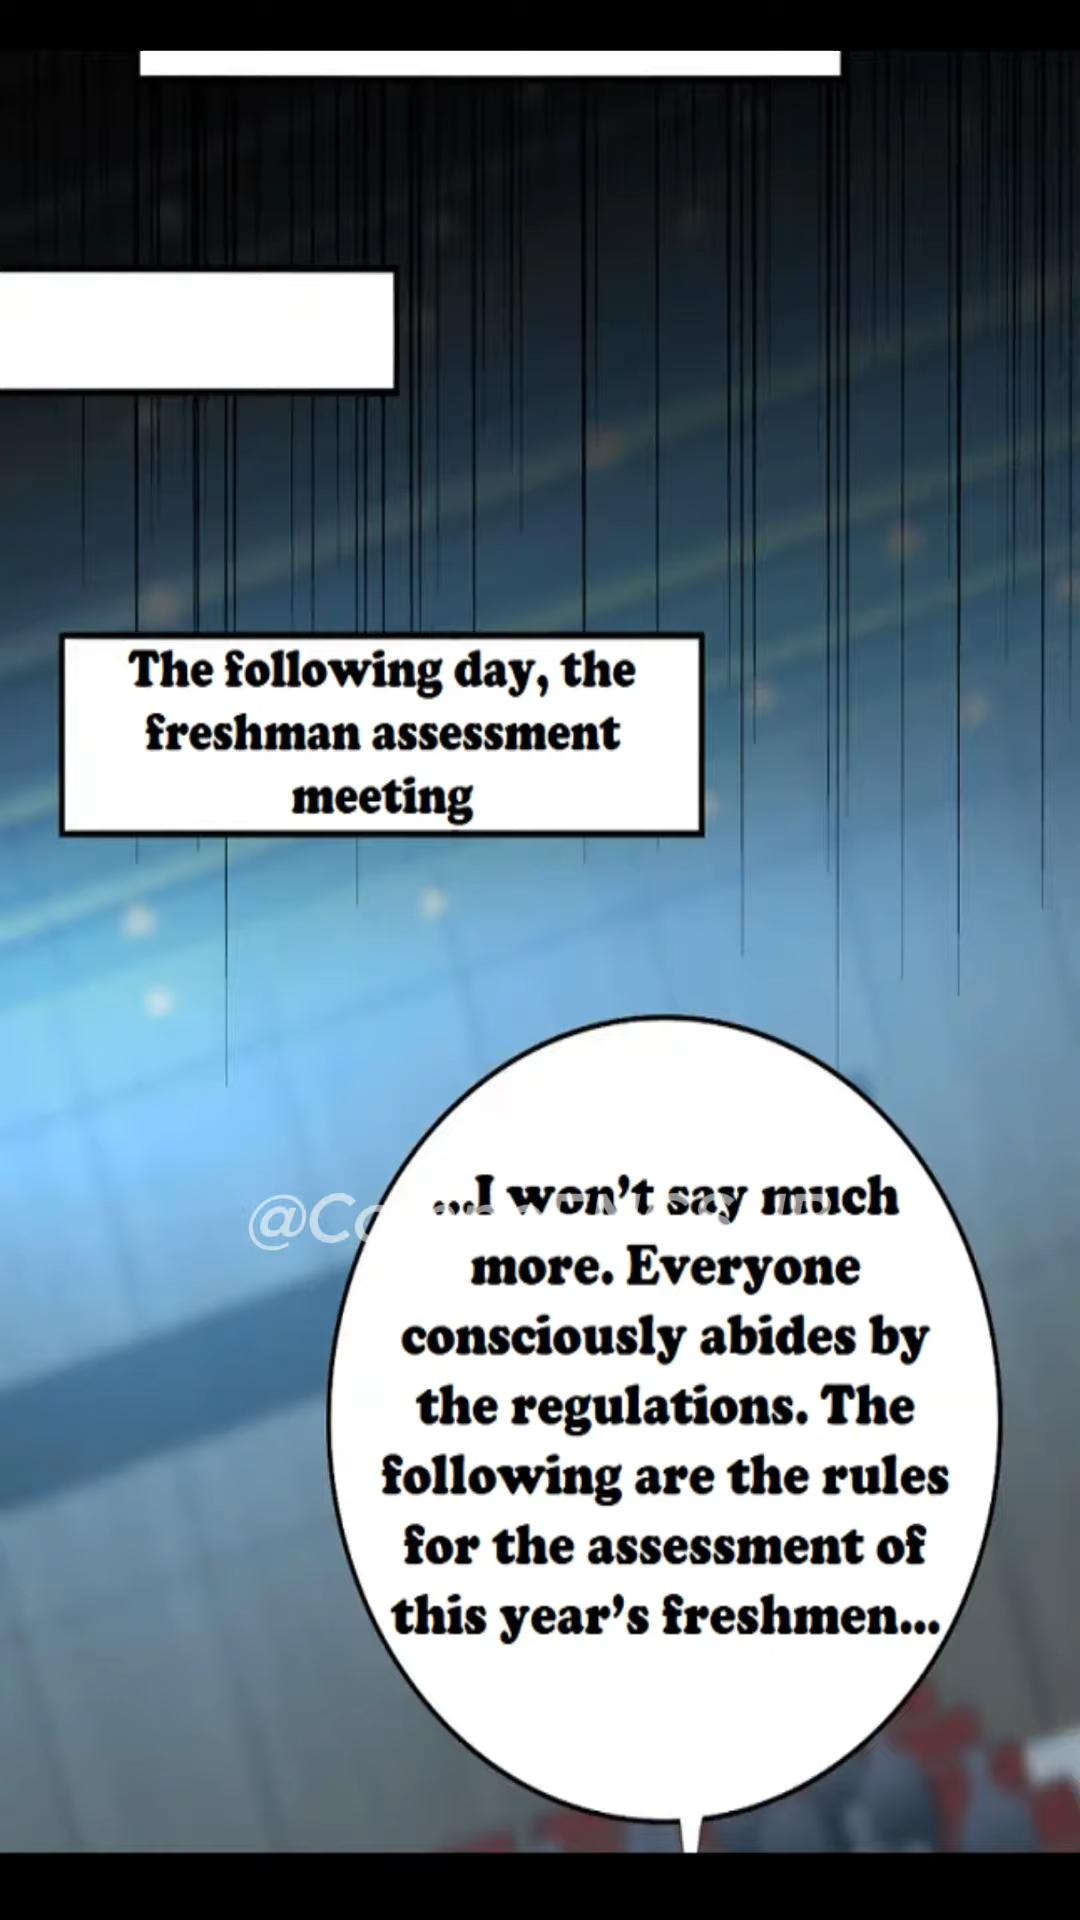 The following day, the
freshman assessment
meeting
...I won't say much
more. Everyone
consciously abides by
the regulations. The
following are the rules
for the assessment of
this year's freshmen...